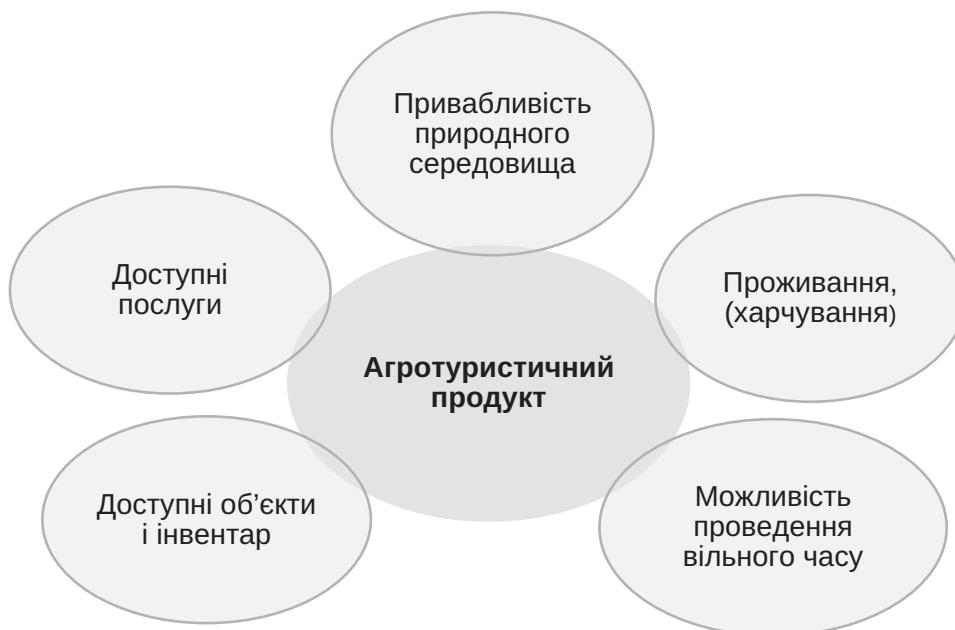 Привабливість
природного
середовища
Доступні
послуги
Проживання,
(харчування)
Агротуристичний
продукт
Доступні об’єкти
і інвентар
Можливість
проведення
вільного часу